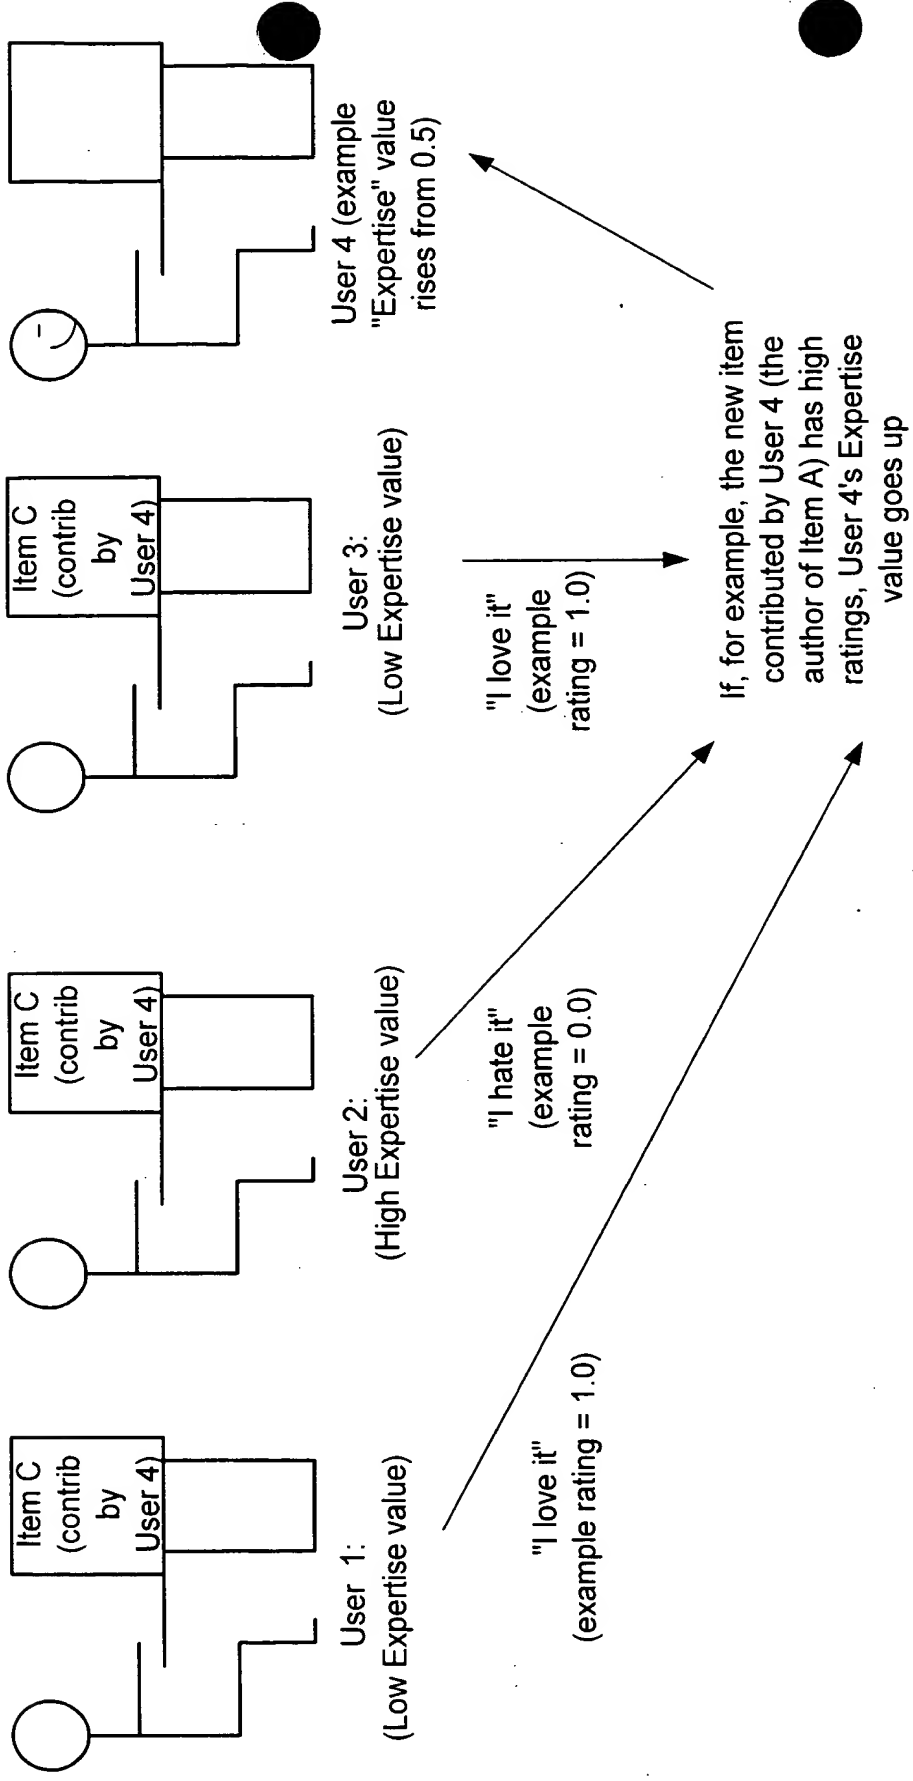 Item C
(contrib
by
User 4)
User 1:
(Low Expertise value)
"I love it"
(example rating = 1.0)
Item C
(contrib
by
User 4)
User 2:
(High Expertise value)
"I hate it"
(example
rating = 0.0)
Item C
(contrib
by
User 4)
User 3:
(Low Expertise value)
"I love it"
(example
rating = 1.0)
User 4 (example
"Expertise" value
rises from 0.5)
If, for example, the new item
contributed by User 4 (the
author of Item A) has high
ratings, User 4's Expertise
value goes up